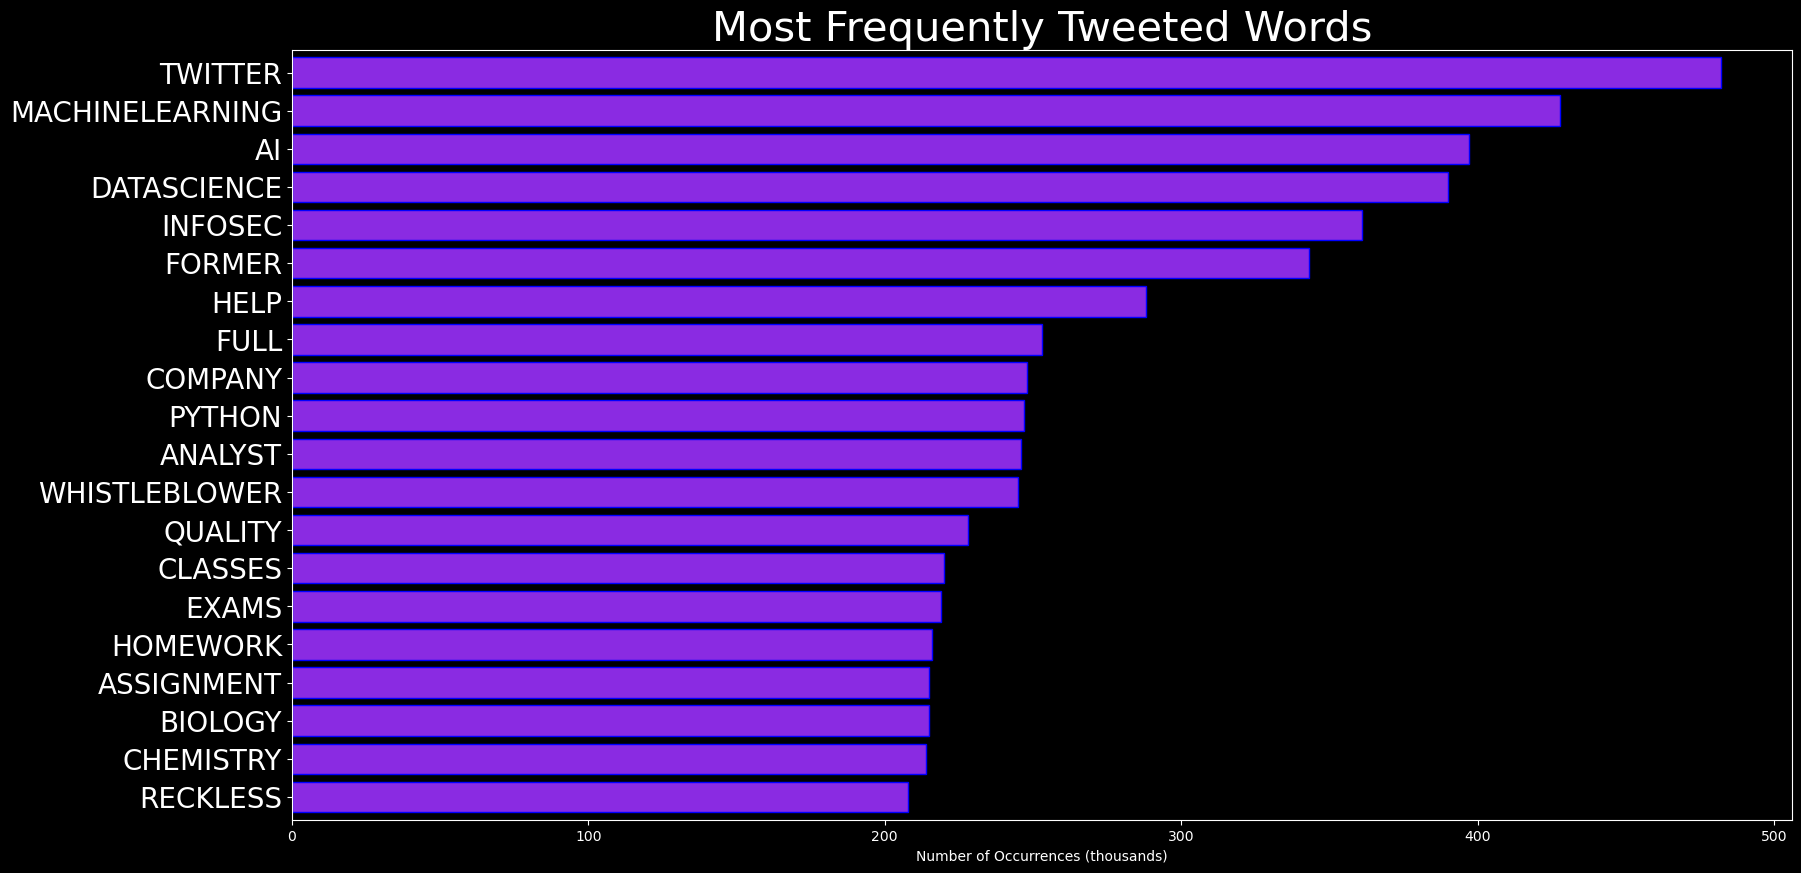 Most Frequently Tweeted Words
TWITTER
MACHINELEARNING
AI
DATASCIENCE
INFOSEC
FORMER
HELP
FULL
COMPANY
PYTHON
ANALYST
WHISTLEBLOWER
QUALITY
CLASSES
EXAMS
HOMEWORK
ASSIGNMENT
BIOLOGY
CHEMISTRY
RECKLESS
0 100 200 300 400 500
Number of Occurrences (thousands)